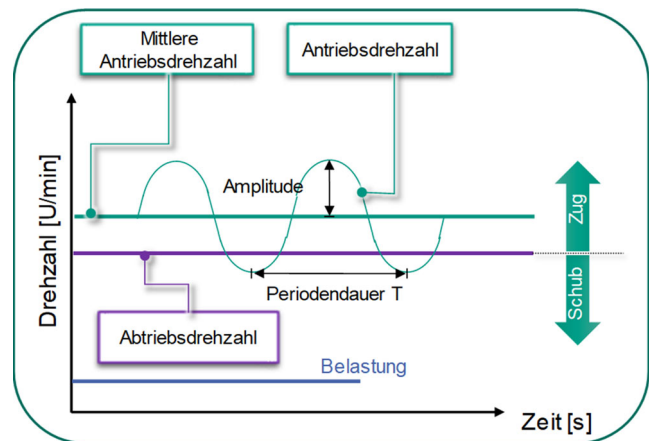 Mittlere
Antriebsdrehzahl
Antriebsdrehzahl
Drehzahl [U/min]
Amplitude
Zug
Schub
Periodendauer T
Abtriebsdrehzahl
Belastung
Zeit [s]